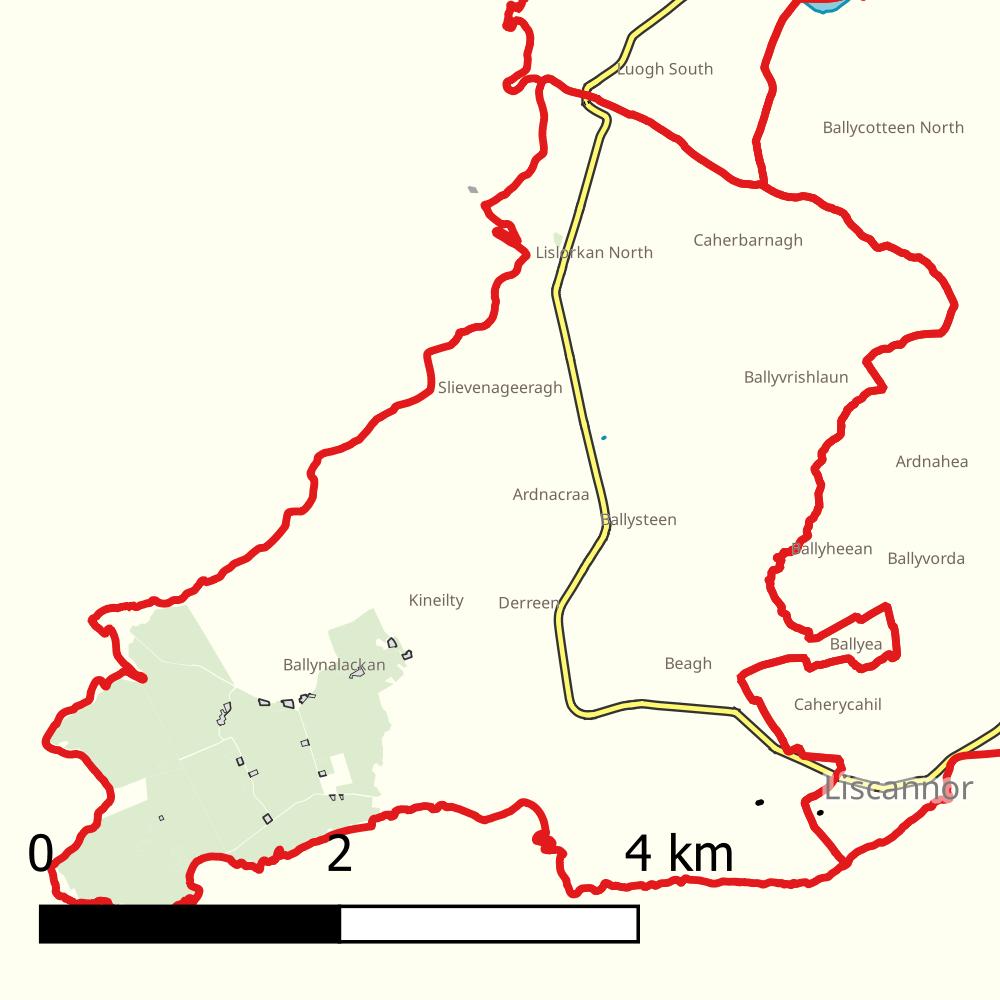 Luogh South
Ballycotteen North
Caherbarnagh
Lislorkan North
Ballyvrishlaun
Slievenageeragh
Ardnahea
Ardnacraa
Ballysteen
Ballyheean
Ballyvorda
Kineilty
Derreen
Ballyea
Beagh
Ballynalackan
Caherycahil
Liscannor
0 2 4 km